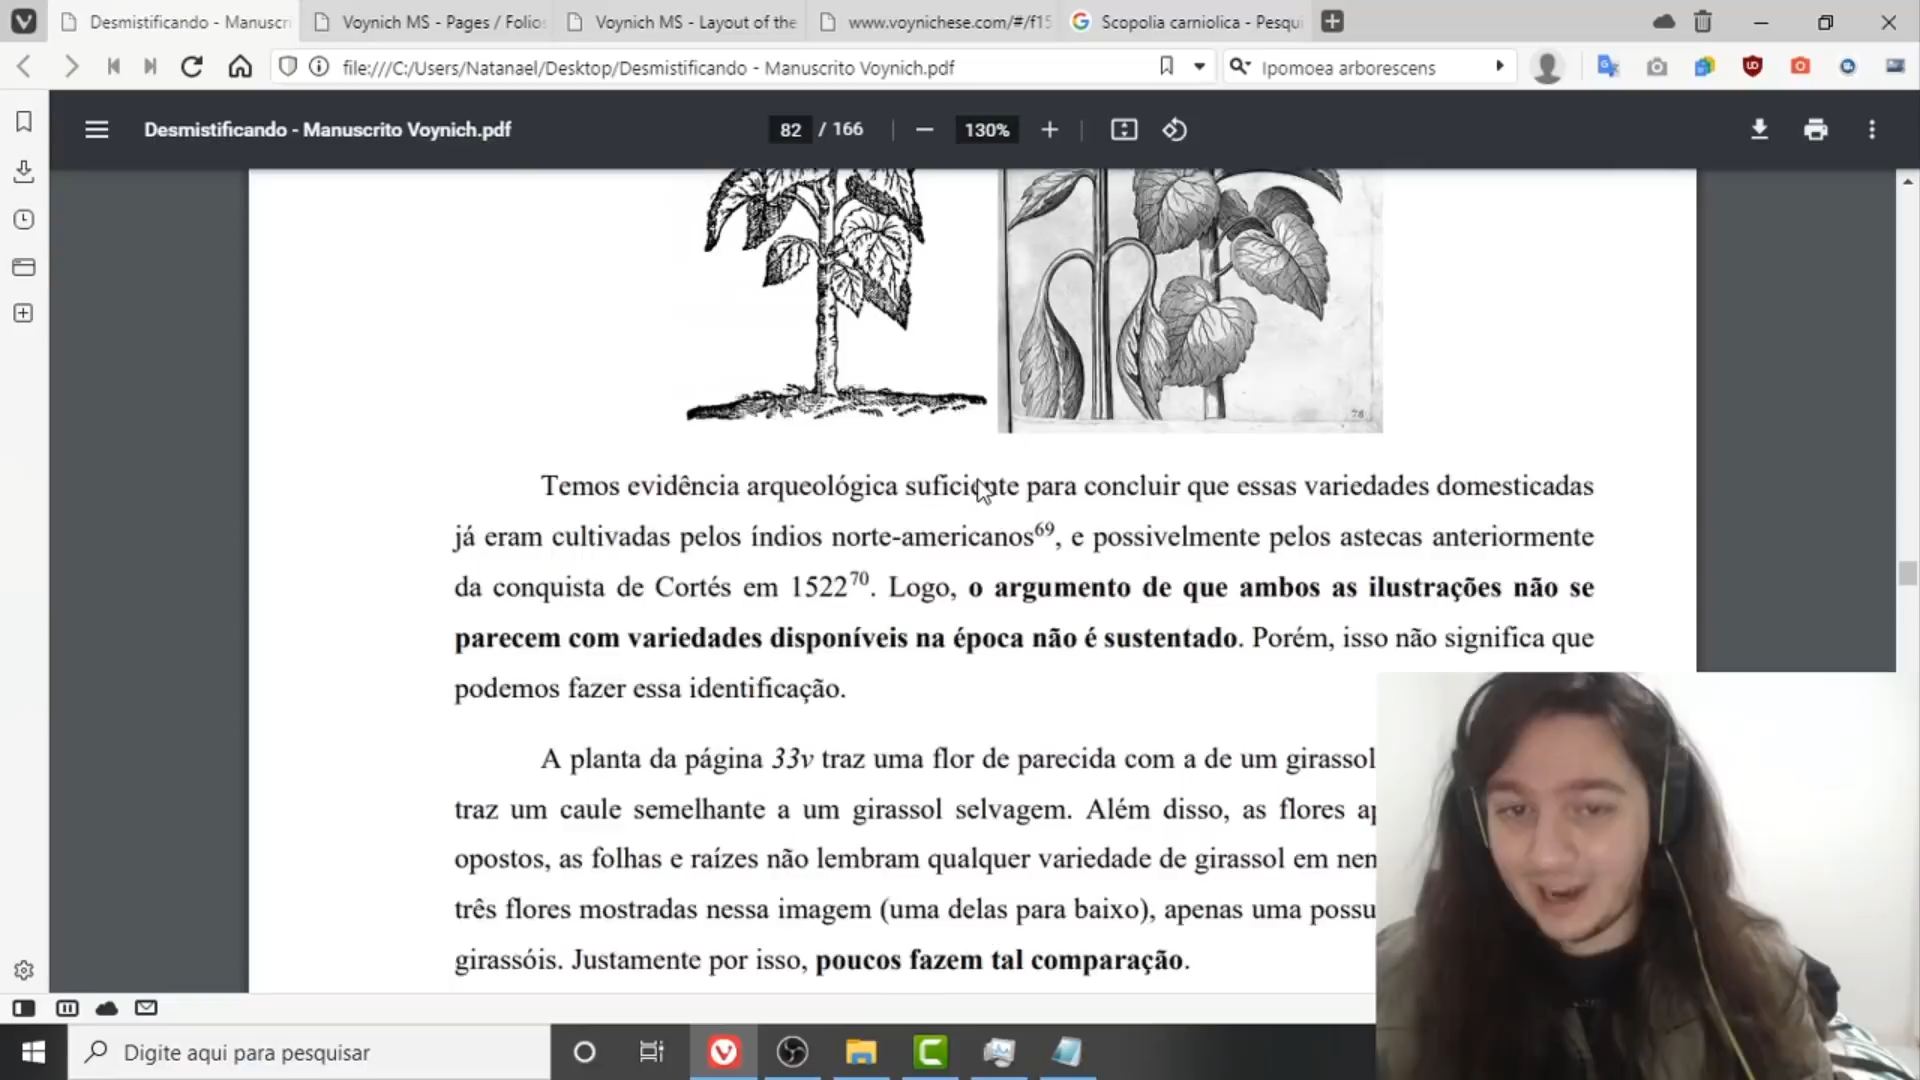 Desmistificando - Manuscri
Voynich MS - Pages / Folios
Voynich MS - Layout of the
www.voynichese.com/#/f15
Scopolia carniolica - Pesqui
file:///C:/Users/Natanael/Desktop/Desmistificando - Manuscrito Voynich.pdf
Ipomoea arborescens
Desmistificando - Manuscrito Voynich.pdf
82 / 166
130%
78
Temos evidência arqueológica suficiente para concluir que essas variedades domesticadas
já eram cultivadas pelos índios norte-americanos69, e possivelmente pelos astecas anteriormente
da conquista de Cortés em 152270. Logo, o argumento de que ambos as ilustrações não se
parecem com variedades disponíveis na época não é sustentado. Porém, isso não significa que
podemos fazer essa identificação.
A planta da página 33v traz uma flor de parecida com a de um girassol
traz um caule semelhante a um girassol selvagem. Além disso, as flores ap
opostos, as folhas e raízes não lembram qualquer variedade de girassol em nen
três flores mostradas nessa imagem (uma delas para baixo), apenas uma possu
girassóis. Justamente por isso, poucos fazem tal comparação.
Digite aqui para pesquisar